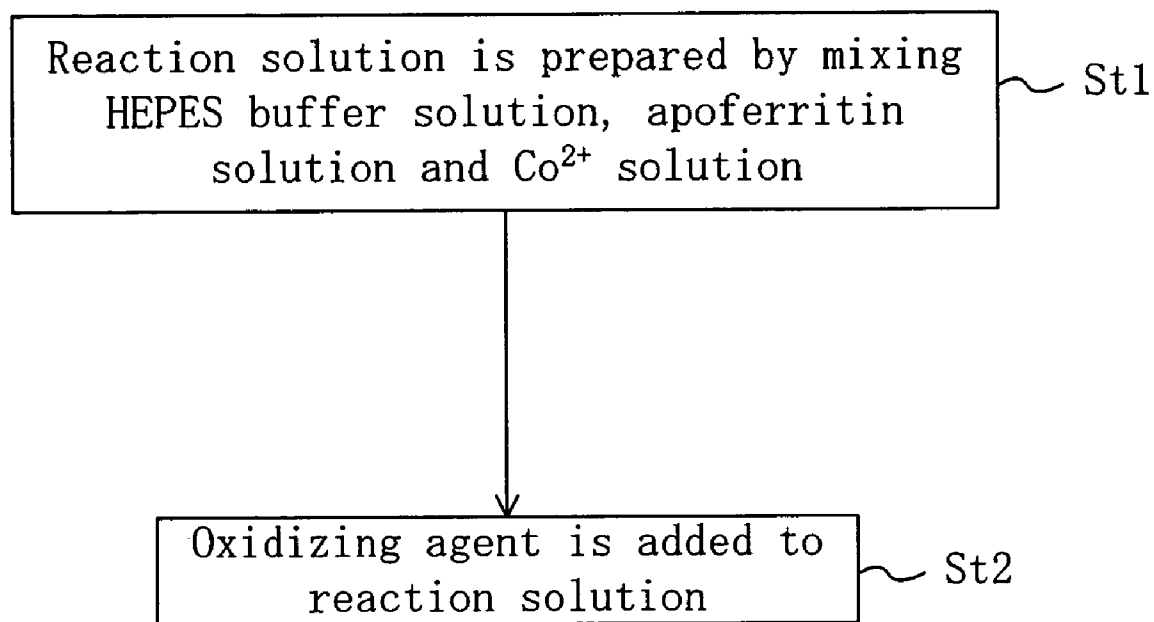 Reaction solution is prepared by mixing
HEPES buffer solution, apoferritin
solution and Co²⁺ solution
St1
Oxidizing agent is added to
reaction solution
St2